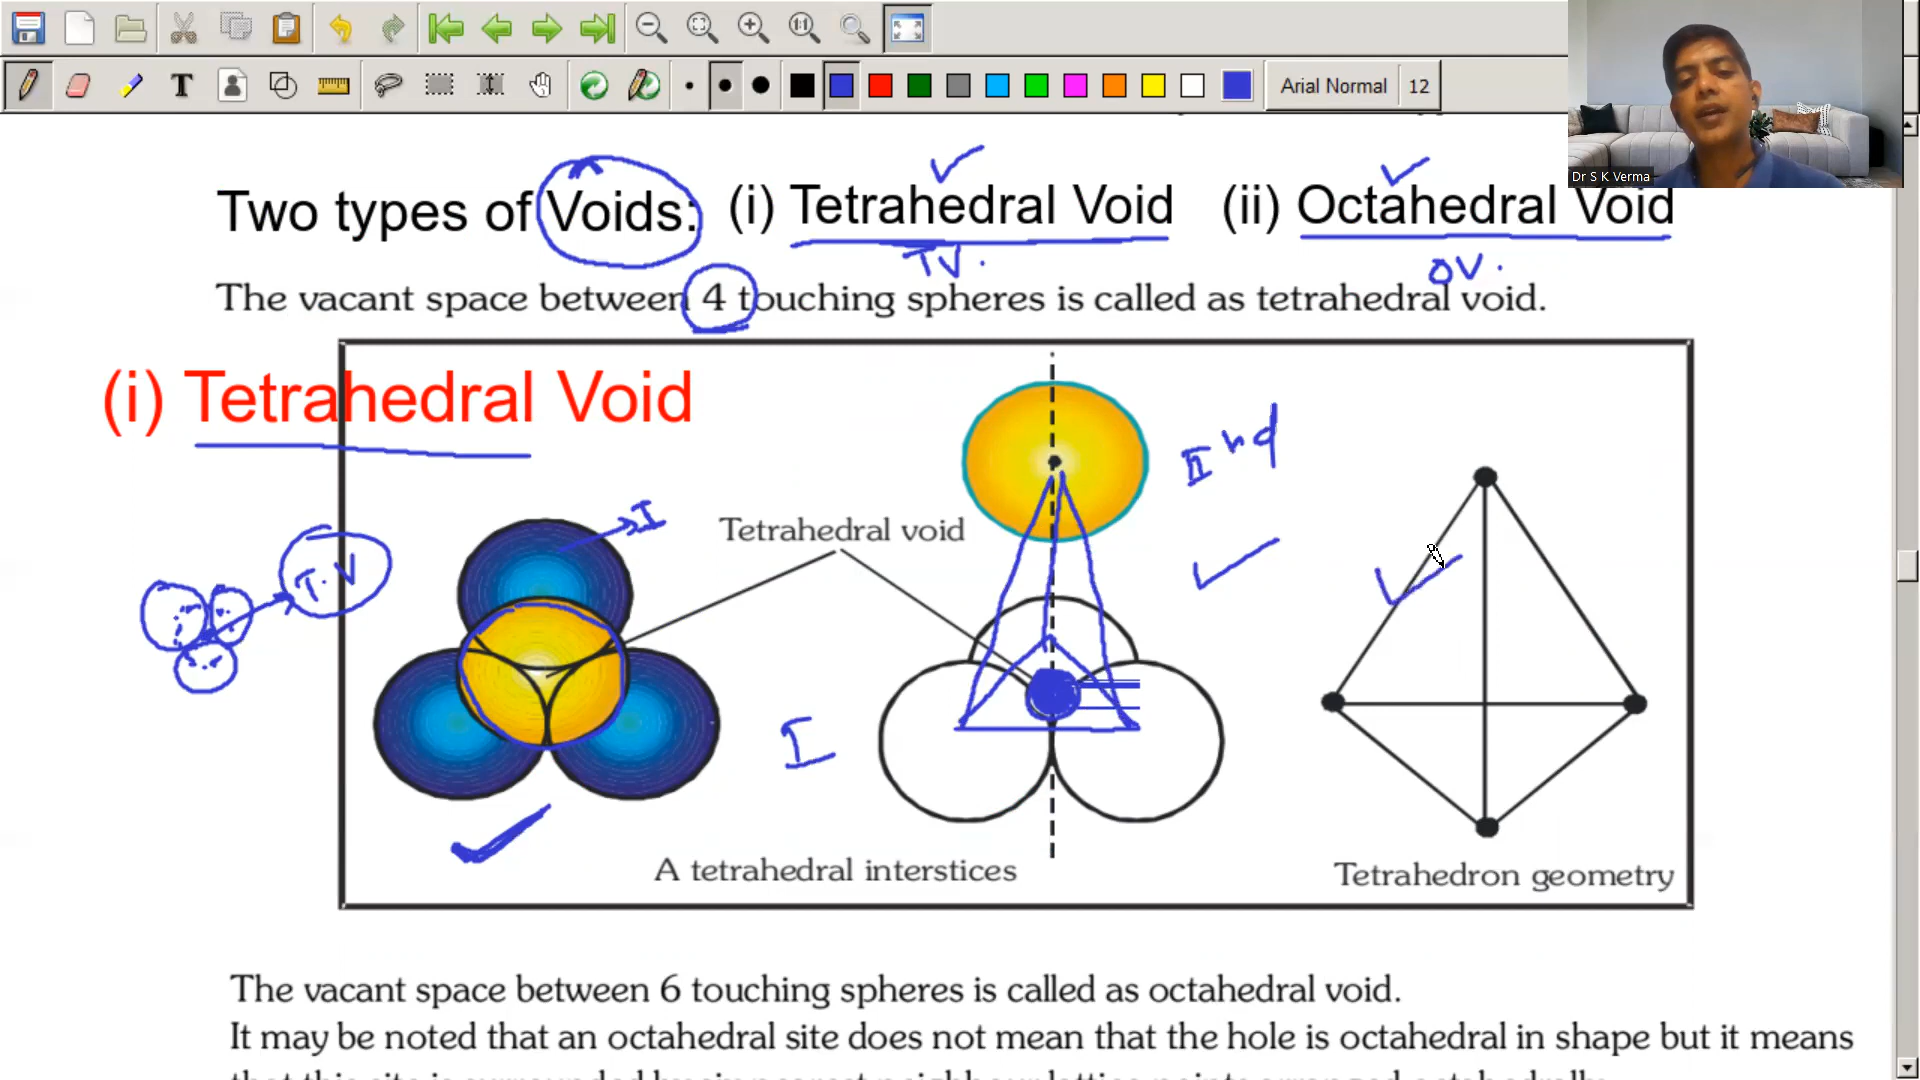 Arial Normal 12
Dr S K Verma
Two types of Voids: (i) Tetrahedral Void (ii) Octahedral Void
TV. OV.
The vacant space between 4 touching spheres is called as tetrahedral void.
(i) Tetrahedral Void
IInd
I
Tetrahedral void
T.V
I
A tetrahedral interstices
Tetrahedron geometry
The vacant space between 6 touching spheres is called as octahedral void.
It may be noted that an octahedral site does not mean that the hole is octahedral in shape but it means